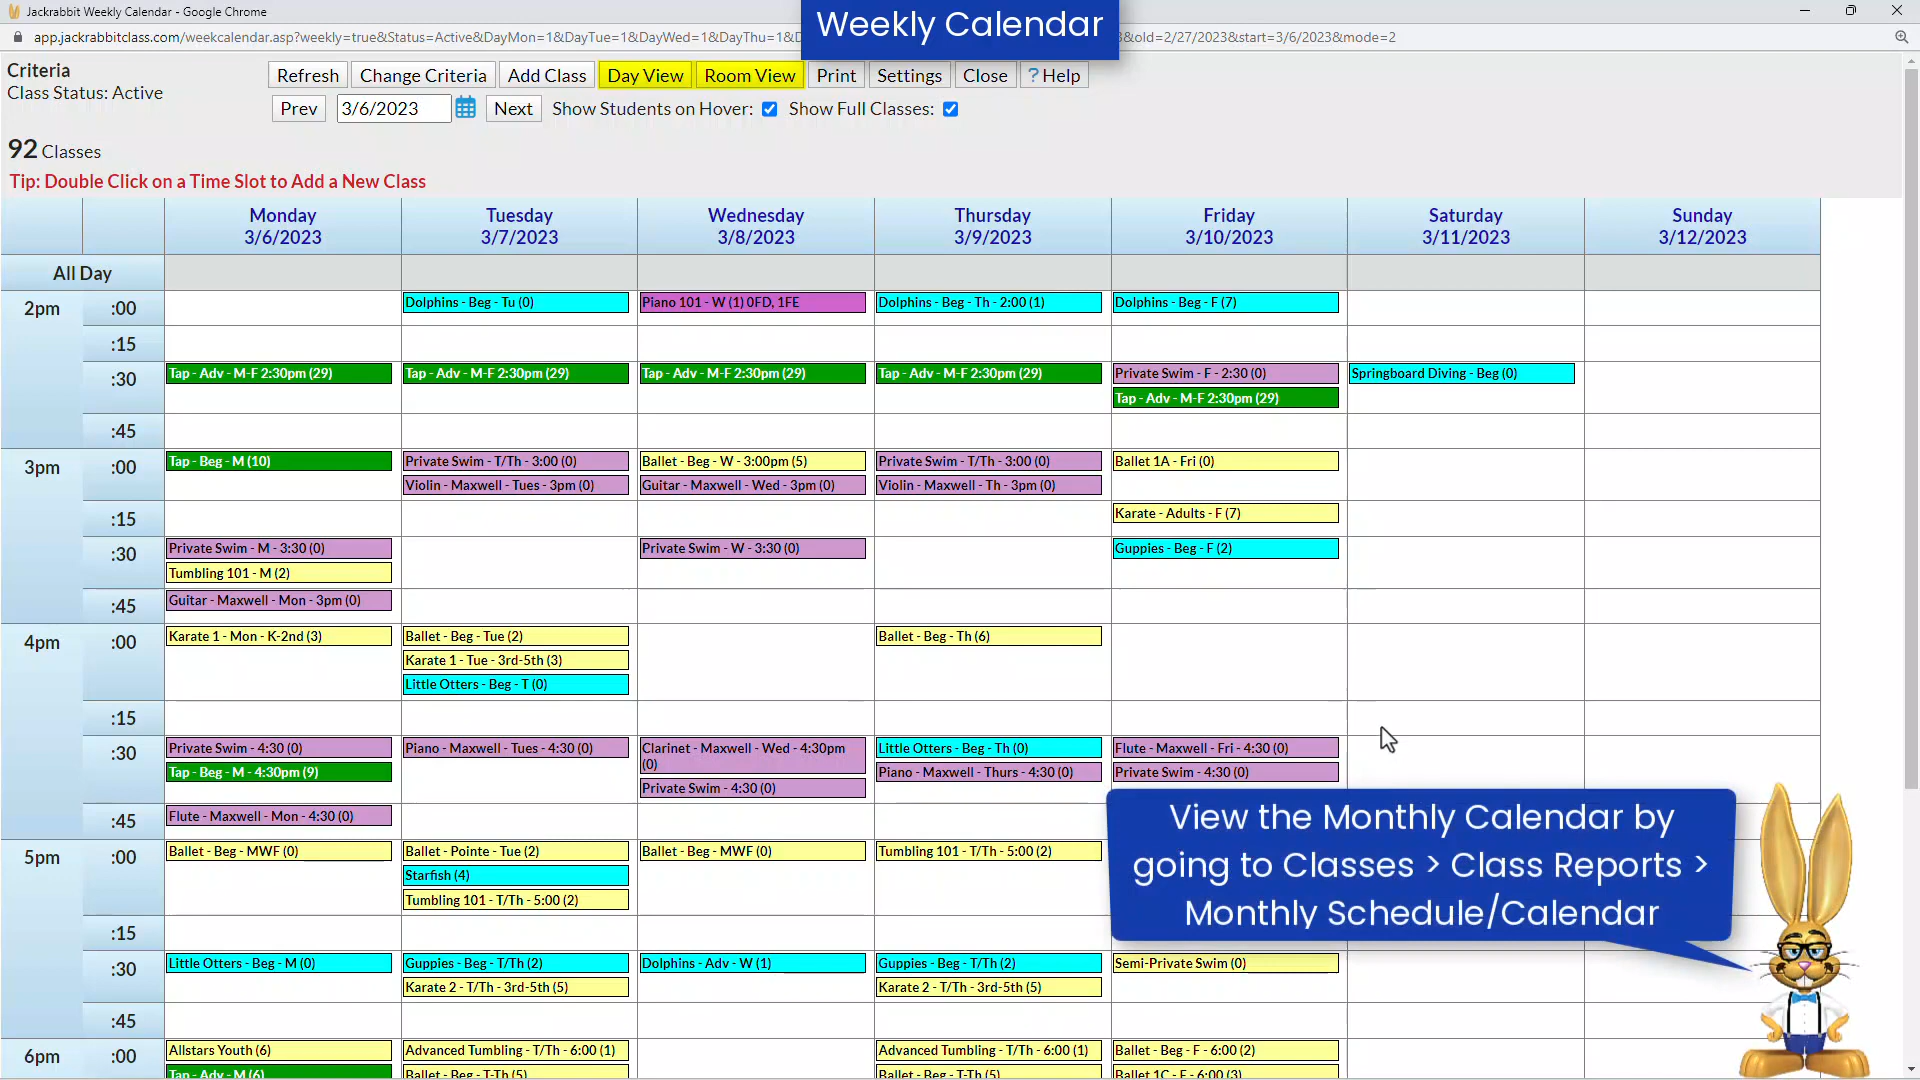 Jackrabbit Weekly Calendar - Google Chrome
Weekly Calendar
app.jackrabbitclass.com/weekcalendar.asp?weekly=true&Status=Active&DayMon=1&DayTue=1&DayWed=1&DayThu=1&D
&old=2/27/2023&start=3/6/2023&mode=2
Criteria
Class Status: Active
Refresh Change Criteria Add Class Day View Room View Print Settings Close ? Help
Prev 3/6/2023 Next Show Students on Hover: Show Full Classes:
92 Classes
Tip: Double Click on a Time Slot to Add a New Class
Monday Tuesday Wednesday Thursday Friday Saturday Sunday
3/6/2023 3/7/2023 3/8/2023 3/9/2023 3/10/2023 3/11/2023 3/12/2023
All Day
2pm :00 Dolphins - Beg - Tu (0) Piano 101 - W (1) 0FD, 1FE Dolphins - Beg - Th - 2:00 (1) Dolphins - Beg - F (7)
:15
:30 Tap - Adv - M-F 2:30pm (29) Tap - Adv - M-F 2:30pm (29) Tap - Adv - M-F 2:30pm (29) Tap - Adv - M-F 2:30pm (29) Private Swim - F - 2:30 (0) Springboard Diving - Beg (0)
Tap - Adv - M-F 2:30pm (29)
:45
3pm :00 Tap - Beg - M (10) Private Swim - T/Th - 3:00 (0) Ballet - Beg - W - 3:00pm (5) Private Swim - T/Th - 3:00 (0) Ballet 1A - Fri (0)
Violin - Maxwell - Tues - 3pm (0) Guitar - Maxwell - Wed - 3pm (0) Violin - Maxwell - Th - 3pm (0)
:15 Karate - Adults - F (7)
:30 Private Swim - M - 3:30 (0) Private Swim - W - 3:30 (0) Guppies - Beg - F (2)
Tumbling 101 - M (2)
:45 Guitar - Maxwell - Mon - 3pm (0)
4pm :00 Karate 1 - Mon - K-2nd (3) Ballet - Beg - Tue (2) Ballet - Beg - Th (6)
Karate 1 - Tue - 3rd-5th (3)
Little Otters - Beg - T (0)
:15
:30 Private Swim - 4:30 (0) Piano - Maxwell - Tues - 4:30 (0) Clarinet - Maxwell - Wed - 4:30pm Little Otters - Beg - Th (0) Flute - Maxwell - Fri - 4:30 (0)
(0)
Tap - Beg - M - 4:30pm (9) Private Swim - 4:30 (0) Piano - Maxwell - Thurs - 4:30 (0) Private Swim - 4:30 (0)
:45 Flute - Maxwell - Mon - 4:30 (0)
5pm :00 Ballet - Beg - MWF (0) Ballet - Pointe - Tue (2) Ballet - Beg - MWF (0) Tumbling 101 - T/Th - 5:00 (2)
Starfish (4)
Tumbling 101 - T/Th - 5:00 (2)
:15
:30 Little Otters - Beg - M (0) Guppies - Beg - T/Th (2) Dolphins - Adv - W (1) Guppies - Beg - T/Th (2) Semi-Private Swim (0)
Karate 2 - T/Th - 3rd-5th (5) Karate 2 - T/Th - 3rd-5th (5)
:45
6pm :00 Allstars Youth (6) Advanced Tumbling - T/Th - 6:00 (1) Advanced Tumbling - T/Th - 6:00 (1) Ballet - Beg - F - 6:00 (2)
Tap - Adv - M (6) Ballet - Beg - T-Th (5) Ballet - Beg - T-Th (5) Ballet 1C - F - 6:00 (3)
View the Monthly Calendar by
going to Classes > Class Reports >
Monthly Schedule/Calendar